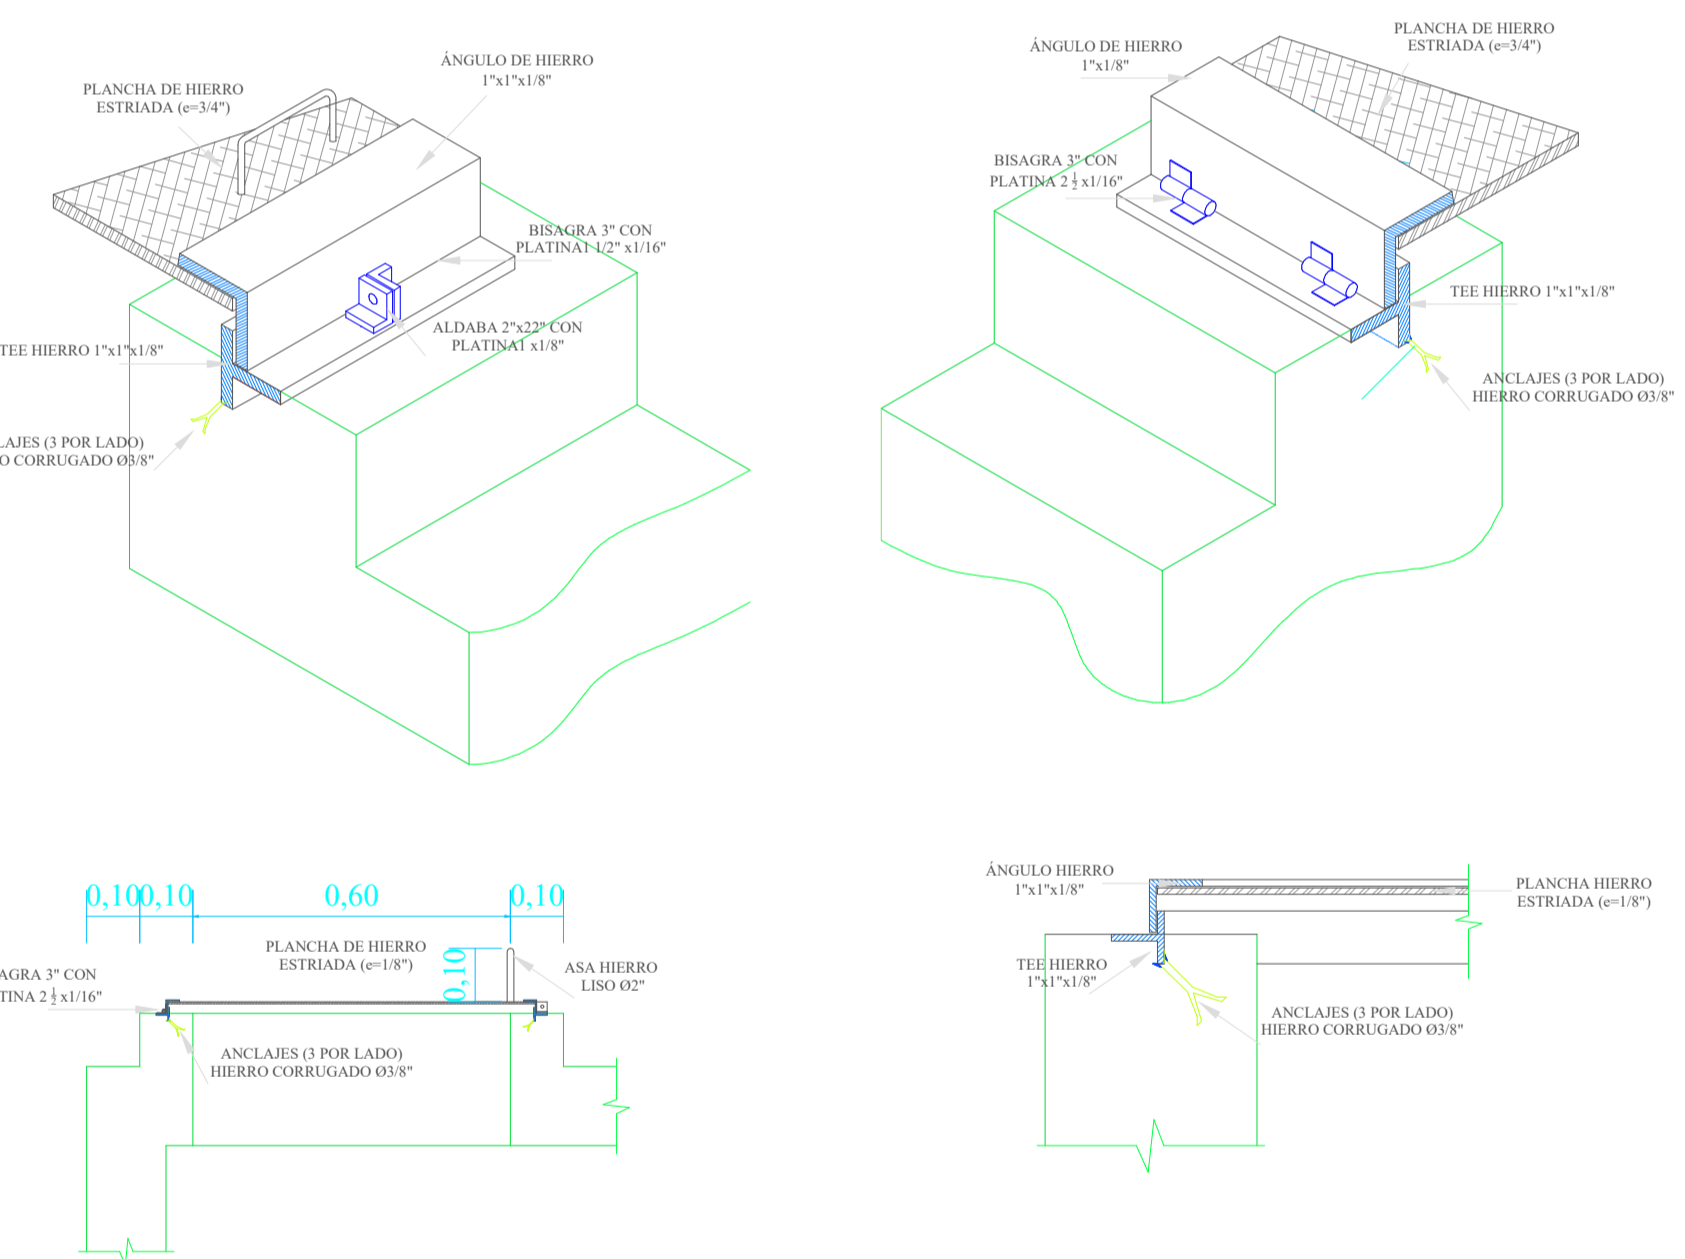 PLANCHA DE HIERRO
ESTRIADA (e=3/4")
ÁNGULO DE HIERRO
1"x1"x1/8"
BISAGRA 3" CON
PLATINA1 1/2" x1/16"
ALDABA 2"x22" CON
PLATINA1 x1/8"
TEE HIERRO 1"x1"x1/8"
LAJES (3 POR LADO)
O CORRUGADO Ø3/8"
ÁNGULO DE HIERRO
1"x1/8"
PLANCHA DE HIERRO
ESTRIADA (e=3/4")
BISAGRA 3" CON
PLATINA 2 1/2 x1/16"
TEE HIERRO 1"x1"x1/8"
ANCLAJES (3 POR LADO)
HIERRO CORRUGADO Ø3/8"
0,10 0,10 0,60 0,10
PLANCHA DE HIERRO
ESTRIADA (e=1/8")
0,10
ASA HIERRO
LISO Ø2"
AGRA 3" CON
TINA 2 1/2 x1/16"
ANCLAJES (3 POR LADO)
HIERRO CORRUGADO Ø3/8"
ÁNGULO HIERRO
1"x1"x1/8"
PLANCHA HIERRO
ESTRIADA (e=1/8")
TEE HIERRO
1"x1"x1/8"
ANCLAJES (3 POR LADO)
HIERRO CORRUGADO Ø3/8"